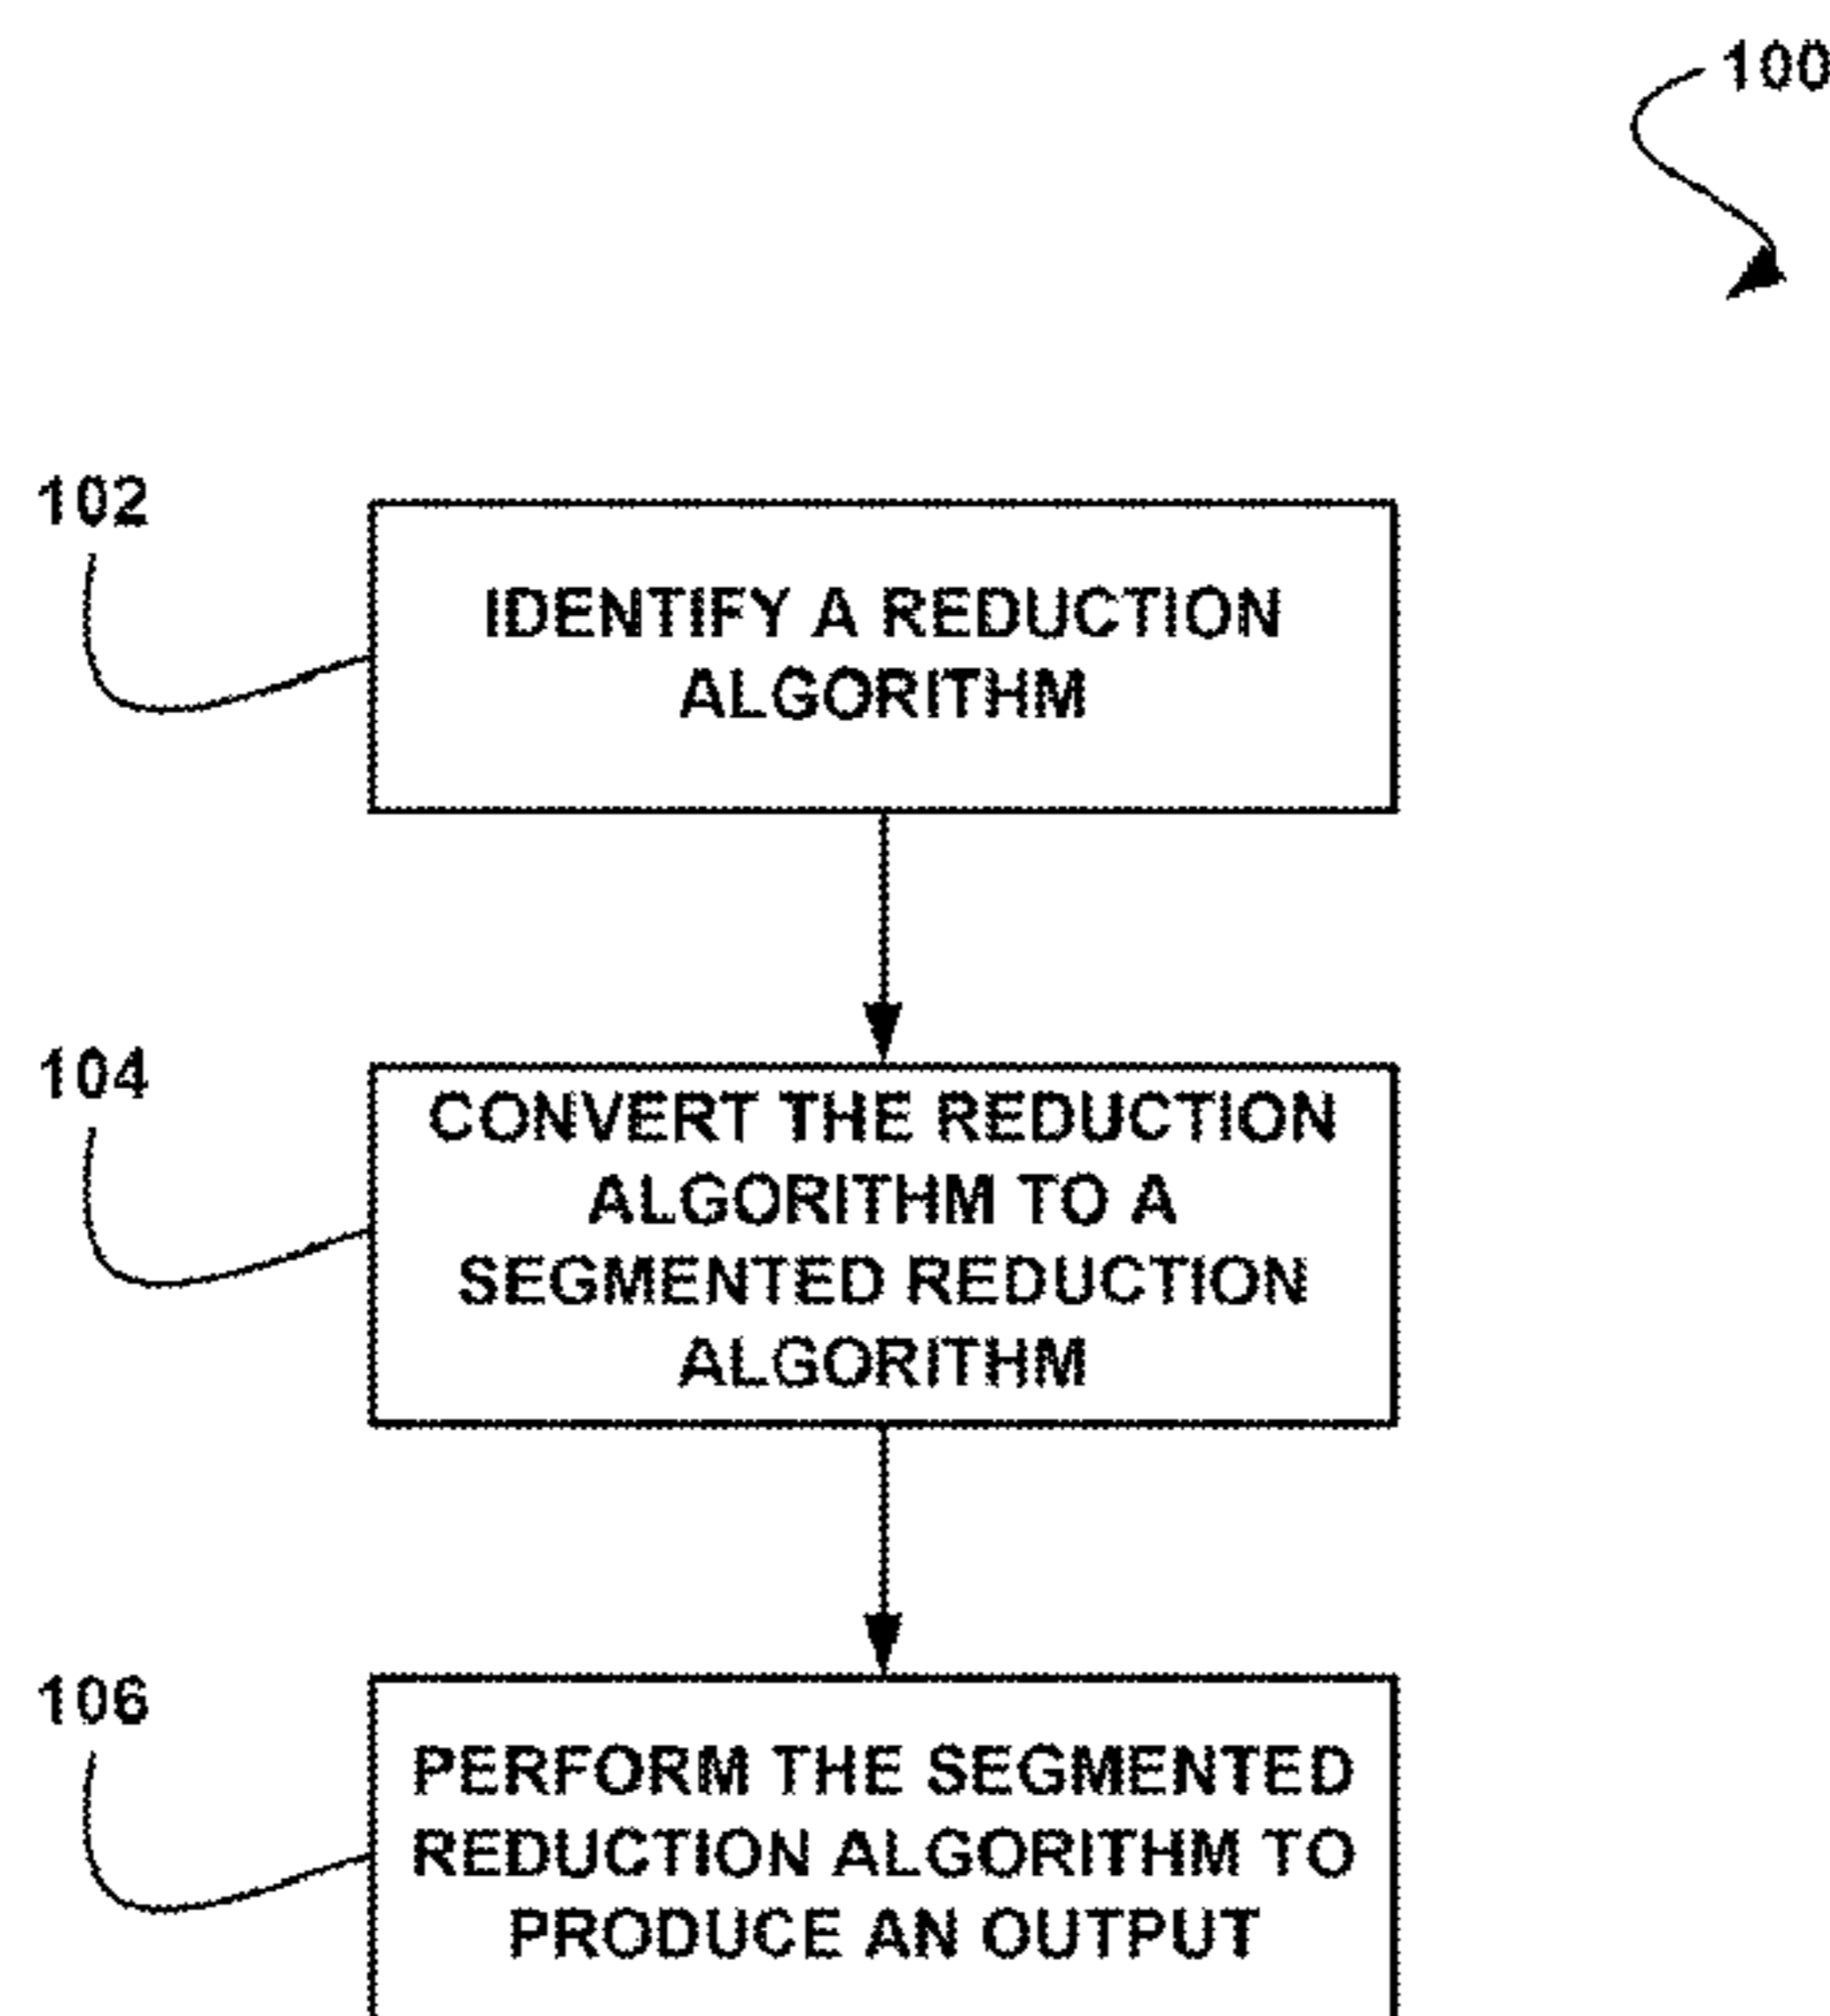 100
102
IDENTIFY A REDUCTION
ALGORITHM
104
CONVERT THE REDUCTION
ALGORITHM TO A
SEGMENTED REDUCTION
ALGORITHM
106
PERFORM THE SEGMENTED
REDUCTION ALGORITHM TO
PRODUCE AN OUTPUT